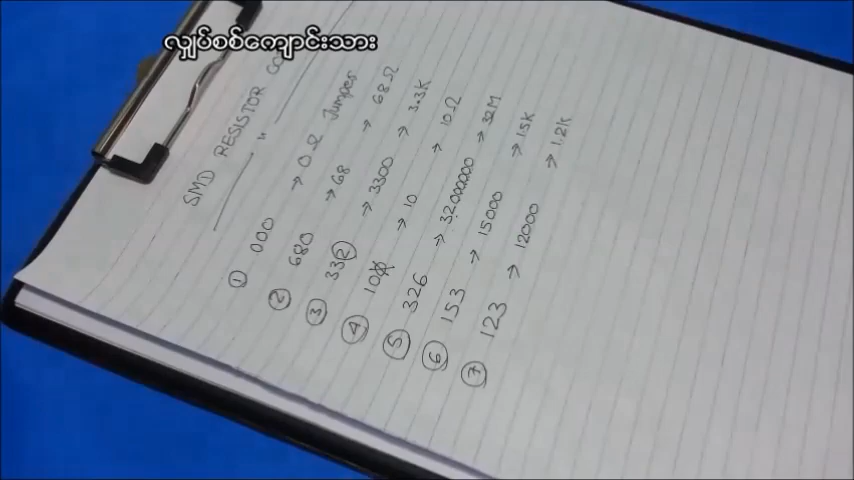 လျှပ်စစ်ကျောင်းသား
SMD RESISTOR CO
"
① 000 → 0 Ω Jumper
② 680 → 68 → 68 Ω
③ 332 → 3300 → 3.3K
④ 100 → 10 → 10 Ω
⑤ 326 → 32000000 → 32M
⑥ 153 → 15000 → 15K
⑦ 123 → 12000 → 1.2K